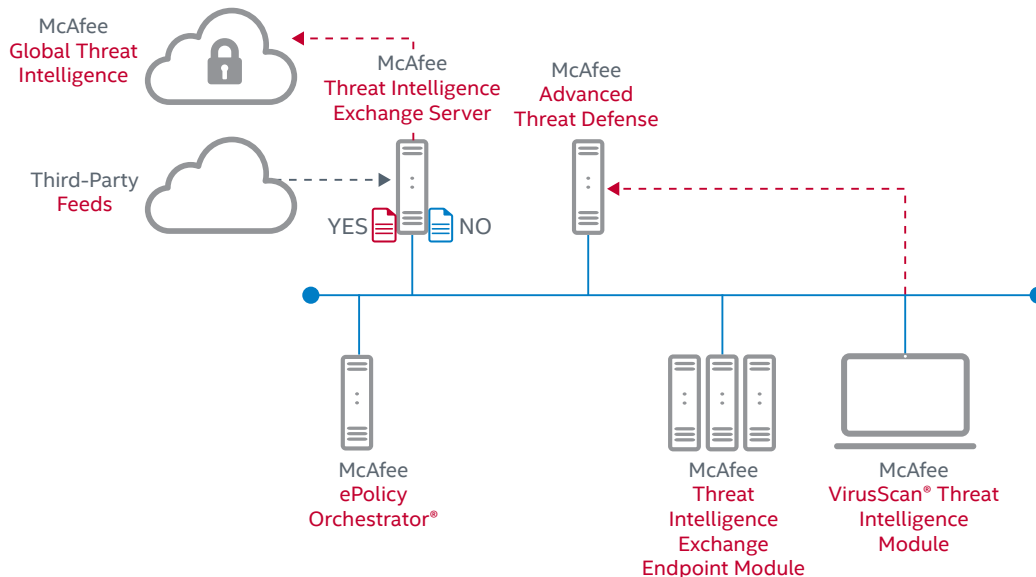 McAfee
Global Threat
Intelligence
McAfee
Threat Intelligence
Exchange Server
McAfee
Advanced
Threat Defense
Third-Party
Feeds
YES
NO
McAfee
ePolicy
Orchestrator®
McAfee
Threat
Intelligence
Exchange
Endpoint Module
McAfee
VirusScan® Threat
Intelligence
Module